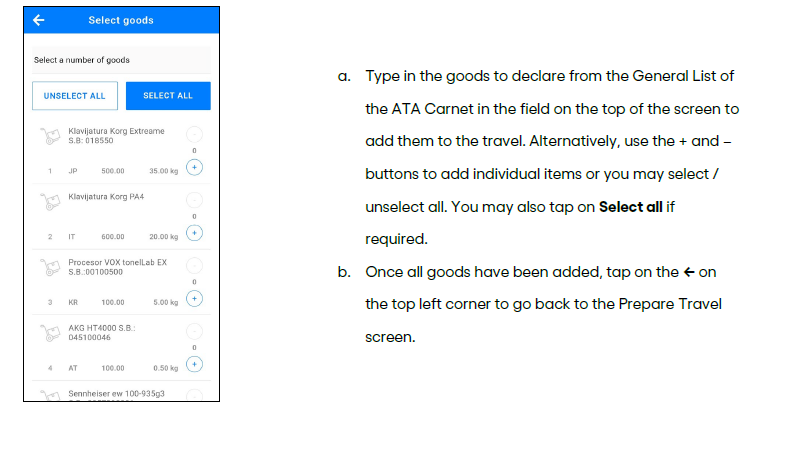 ← Select goods
Select a number of goods
UNSELECT ALL SELECT ALL
Klavijatura Korg Extreame
S.B: 018550
0
1 JP 500.00 35.00 kg +
Klavijatura Korg PA4
0
2 IT 600.00 20.00 kg +
Procesor VOX tonelLab EX
S.B.:00100500
0
3 KR 100.00 5.00 kg +
AKG HT4000 S.B.:
045100046
0
4 AT 100.00 0.50 kg +
Sennheiser ew 100-935g3
a. Type in the goods to declare from the General List of
the ATA Carnet in the field on the top of the screen to
add them to the travel. Alternatively, use the + and –
buttons to add individual items or you may select /
unselect all. You may also tap on Select all if
required.
b. Once all goods have been added, tap on the ← on
the top left corner to go back to the Prepare Travel
screen.